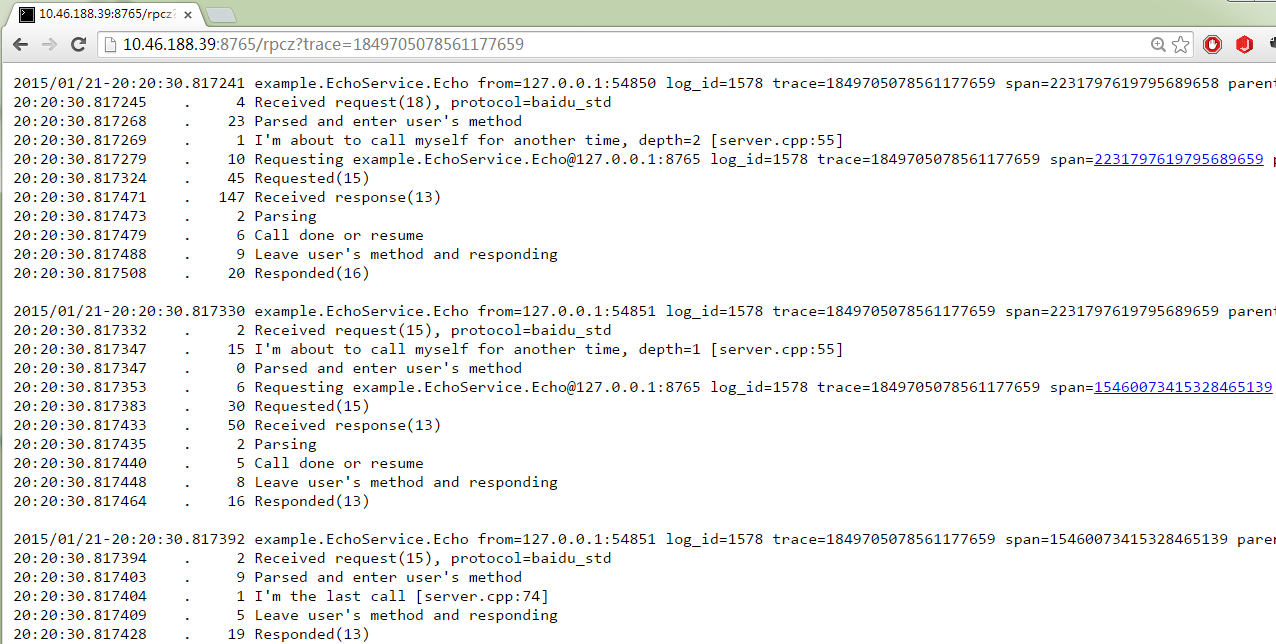 10.46.188.39:8765/rpcz?
10.46.188.39:8765/rpcz?trace=1849705078561177659
2015/01/21-20:20:30.817241 example.EchoService.Echo from=127.0.0.1:54850 log_id=1578 trace=1849705078561177659 span=2231797619795689658 paren
20:20:30.817245 . 4 Received request(18), protocol=baidu_std
20:20:30.817268 . 23 Parsed and enter user's method
20:20:30.817269 . 1 I'm about to call myself for another time, depth=2 [server.cpp:55]
20:20:30.817279 . 10 Requesting example.EchoService.Echo@127.0.0.1:8765 log_id=1578 trace=1849705078561177659 span=2231797619795689659 p
20:20:30.817324 . 45 Requested(15)
20:20:30.817471 . 147 Received response(13)
20:20:30.817473 . 2 Parsing
20:20:30.817479 . 6 Call done or resume
20:20:30.817488 . 9 Leave user's method and responding
20:20:30.817508 . 20 Responded(16)
2015/01/21-20:20:30.817330 example.EchoService.Echo from=127.0.0.1:54851 log_id=1578 trace=1849705078561177659 span=2231797619795689659 paren
20:20:30.817332 . 2 Received request(15), protocol=baidu_std
20:20:30.817347 . 15 I'm about to call myself for another time, depth=1 [server.cpp:55]
20:20:30.817347 . 0 Parsed and enter user's method
20:20:30.817353 . 6 Requesting example.EchoService.Echo@127.0.0.1:8765 log_id=1578 trace=1849705078561177659 span=15460073415328465139
20:20:30.817383 . 30 Requested(15)
20:20:30.817433 . 50 Received response(13)
20:20:30.817435 . 2 Parsing
20:20:30.817440 . 5 Call done or resume
20:20:30.817448 . 8 Leave user's method and responding
20:20:30.817464 . 16 Responded(13)
2015/01/21-20:20:30.817392 example.EchoService.Echo from=127.0.0.1:54851 log_id=1578 trace=1849705078561177659 span=15460073415328465139 paren
20:20:30.817394 . 2 Received request(15), protocol=baidu_std
20:20:30.817403 . 9 Parsed and enter user's method
20:20:30.817404 . 1 I'm the last call [server.cpp:74]
20:20:30.817409 . 5 Leave user's method and responding
20:20:30.817428 . 19 Responded(13)